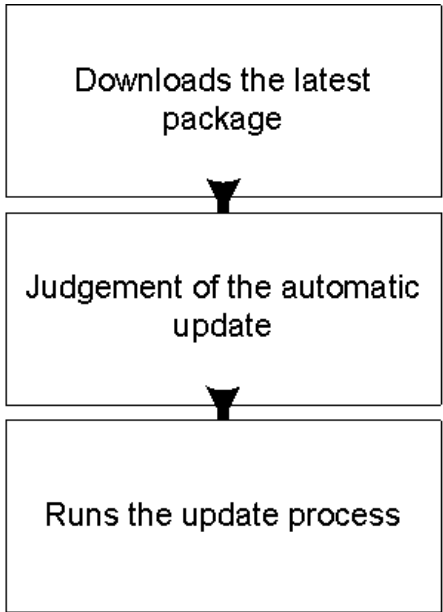 Downloads the latest
package
Judgement of the automatic
update
Runs the update process